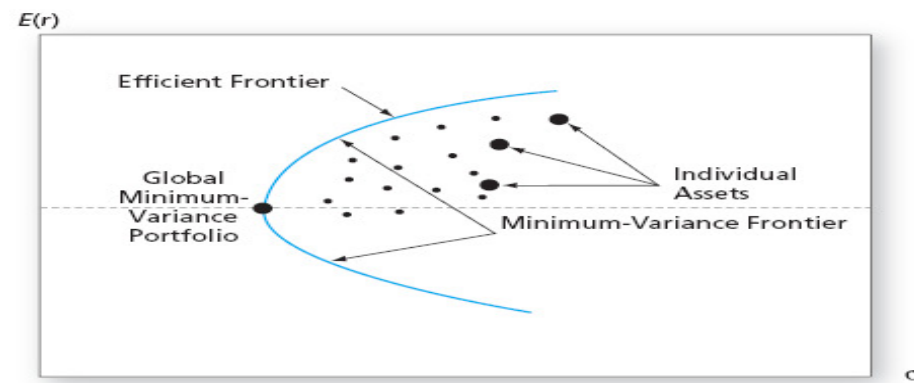 E(r)
Efficient Frontier
Global
Minimum-
Variance
Portfolio
Individual
Assets
Minimum-Variance Frontier